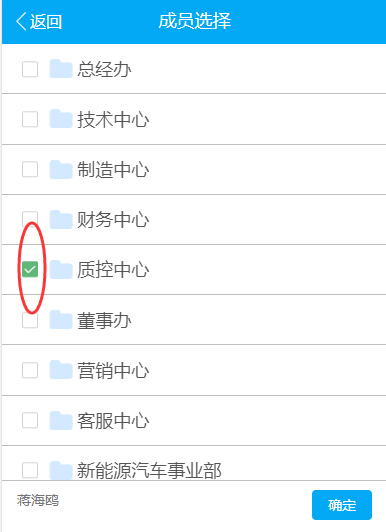 返回 成员选择
总经办
技术中心
制造中心
财务中心
质控中心
董事办
营销中心
客服中心
新能源汽车事业部
蒋海鸥 确定